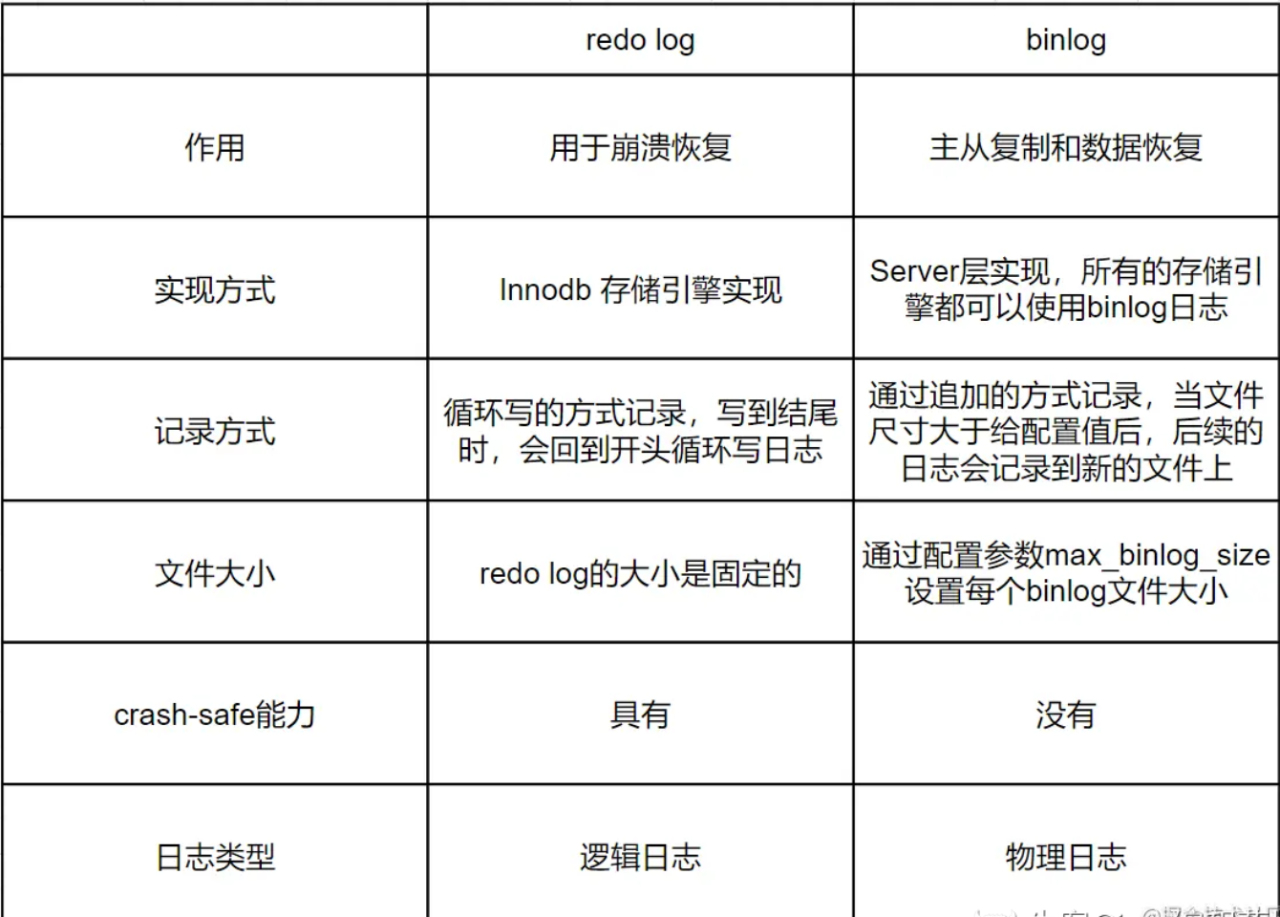 redo log
binlog
作用
用于崩溃恢复
主从复制和数据恢复
实现方式
Innodb 存储引擎实现
Server层实现，所有的存储引
擎都可以使用binlog日志
记录方式
循环写的方式记录，写到结尾
时，会回到开头循环写日志
通过追加的方式记录，当文件
尺寸大于给配置值后，后续的
日志会记录到新的文件上
文件大小
redo log的大小是固定的
通过配置参数max_binlog_size
设置每个binlog文件大小
crash-safe能力
具有
没有
日志类型
逻辑日志
物理日志